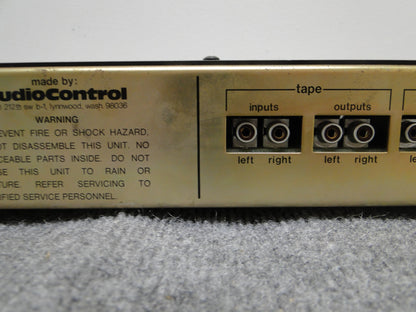 made by:
udioControl
212th sw b-1, lynnwood, wash. 98036
WARNING
EVENT FIRE OR SHOCK HAZARD,
OT DISASSEMBLE THIS UNIT. NO
CEABLE PARTS INSIDE. DO NOT
SE THIS UNIT TO RAIN OR
TURE. REFER SERVICING TO
IFIED SERVICE PERSONNEL.
tape
inputs outputs
left right left right
le